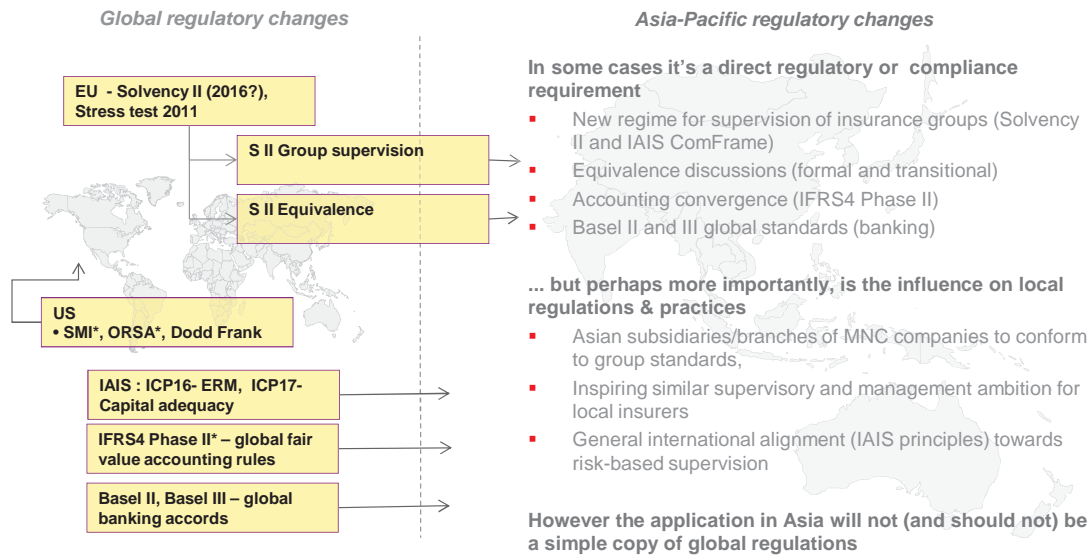 Global regulatory changes
EU - Solvency II (2016?),
Stress test 2011
S II Group supervision
S II Equivalence
US
• SMI*, ORSA*, Dodd Frank
IAIS : ICP16- ERM, ICP17-
Capital adequacy
IFRS4 Phase II* – global fair
value accounting rules
Basel II, Basel III – global
banking accords
Asia-Pacific regulatory changes
In some cases it's a direct regulatory or compliance
requirement
▪ New regime for supervision of insurance groups (Solvency
II and IAIS ComFrame)
▪ Equivalence discussions (formal and transitional)
▪ Accounting convergence (IFRS4 Phase II)
▪ Basel II and III global standards (banking)
... but perhaps more importantly, is the influence on local
regulations & practices
▪ Asian subsidiaries/branches of MNC companies to conform
to group standards,
▪ Inspiring similar supervisory and management ambition for
local insurers
▪ General international alignment (IAIS principles) towards
risk-based supervision
However the application in Asia will not (and should not) be
a simple copy of global regulations